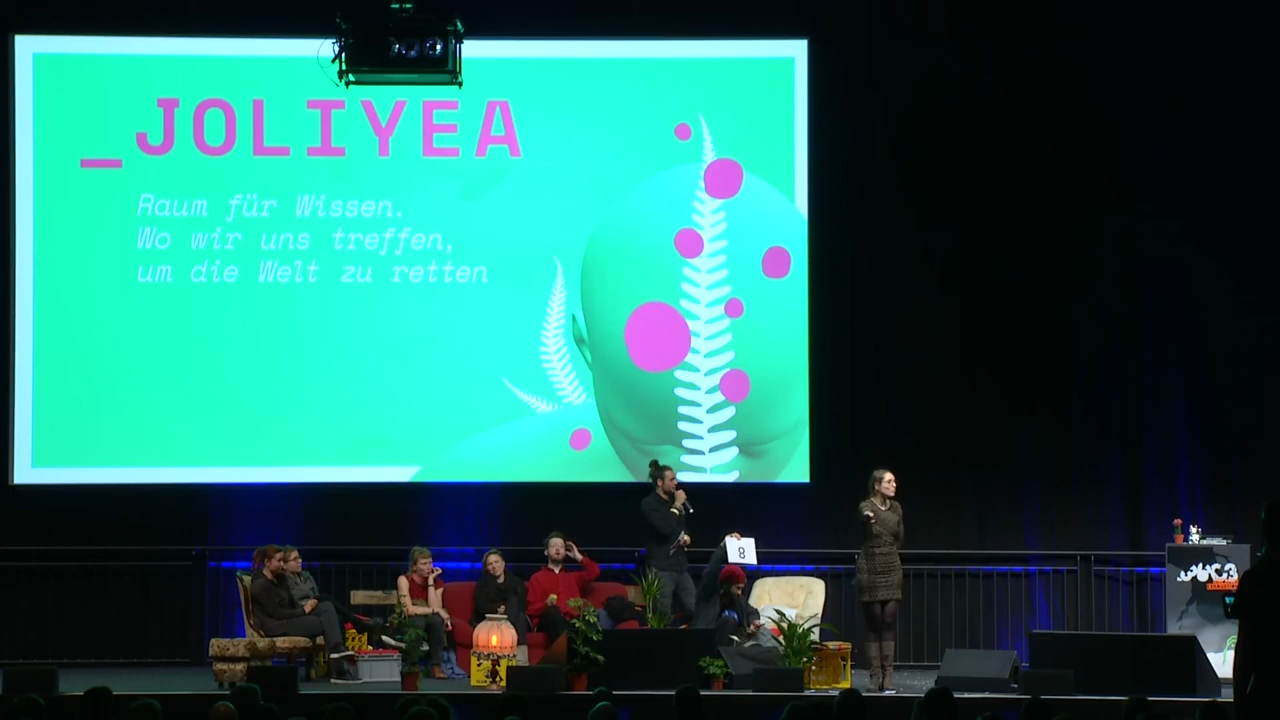 _JOLIYEA
Raum für Wissen.
Wo wir uns treffen,
um die Welt zu retten
8